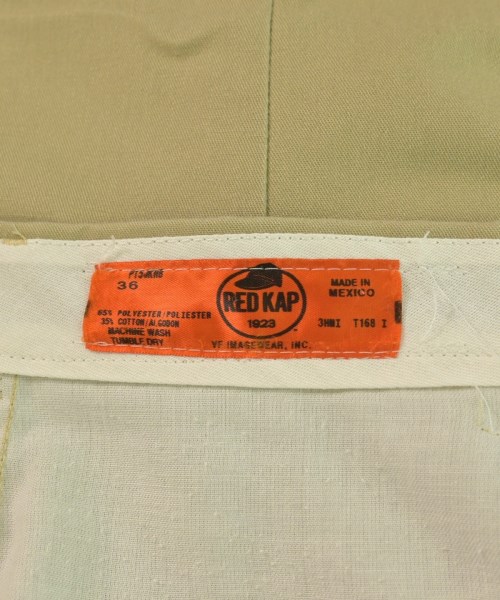 36
65% POLYESTER/POLIESTER
35% COTTON/ALGODON
MACHINE WASH
TUMBLE DRY
RED KAP
1923
VF IMAGEWEAR, INC.
MADE IN
MEXICO
3HMI T168 I